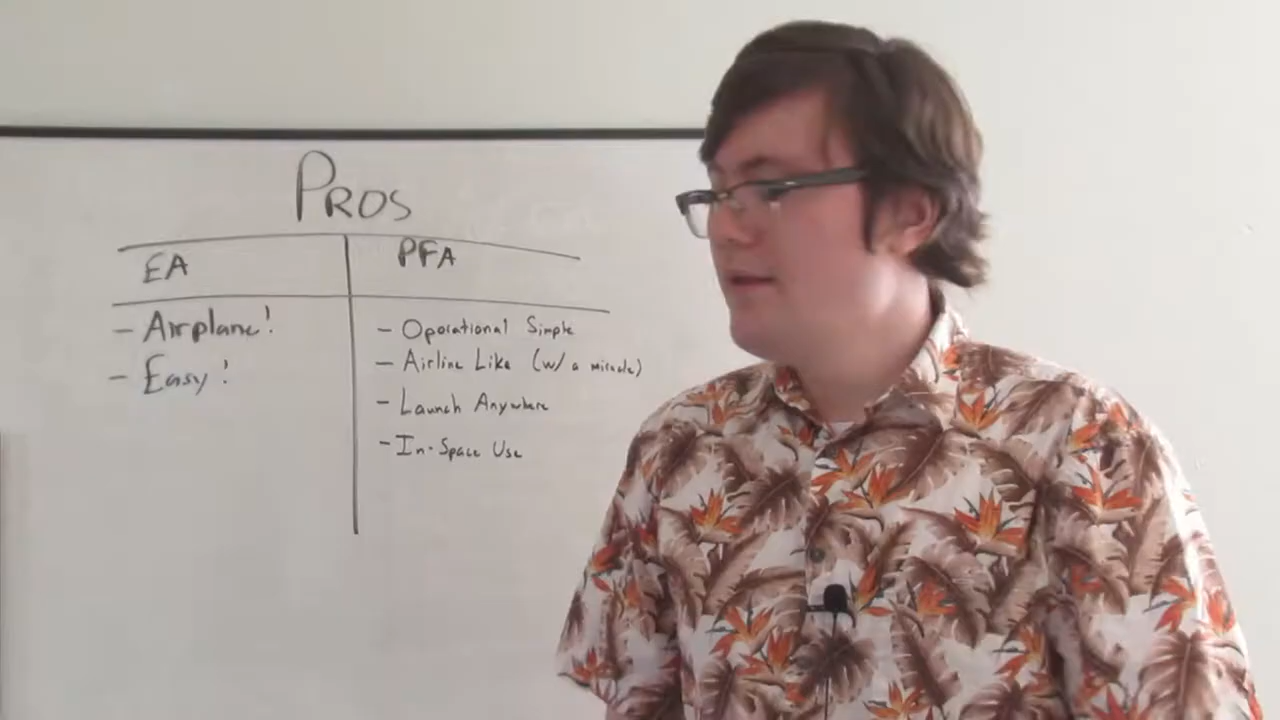 PROS
EA
PFA
- Airplane!
- Easy!
- Operational Simple
- Airline Like (w/ a miracle)
- Launch Anywhere
- In-Space Use